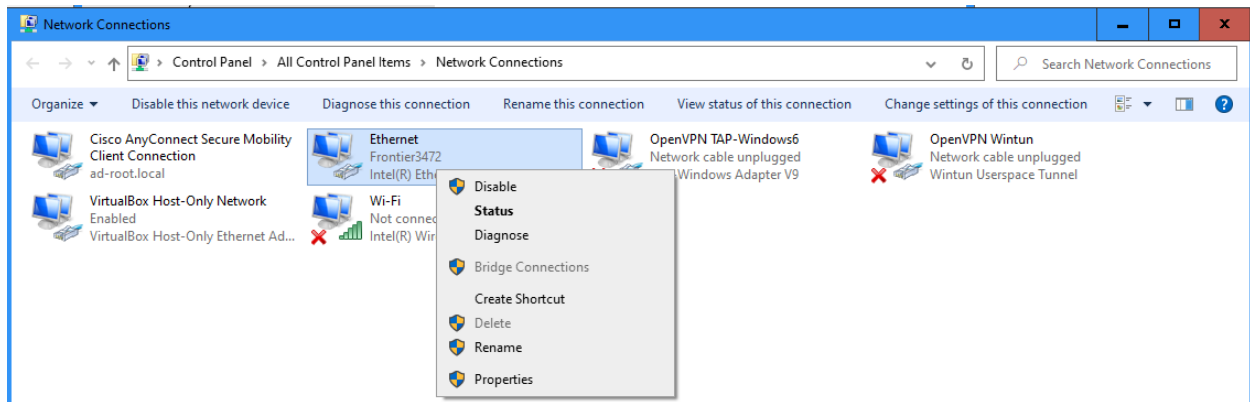 Network Connections
Control Panel > All Control Panel Items > Network Connections
Search Network Connections
Organize
Disable this network device
Diagnose this connection
Rename this connection
View status of this connection
Change settings of this connection
Cisco AnyConnect Secure Mobility
Client Connection
ad-root.local
Ethernet
Frontier3472
Intel(R) Eth
OpenVPN TAP-Windows6
Network cable unplugged
Windows Adapter V9
OpenVPN Wintun
Network cable unplugged
Wintun Userspace Tunnel
VirtualBox Host-Only Network
Enabled
VirtualBox Host-Only Ethernet Ad...
Wi-Fi
Not connec
Intel(R) Wir
Disable
Status
Diagnose
Bridge Connections
Create Shortcut
Delete
Rename
Properties